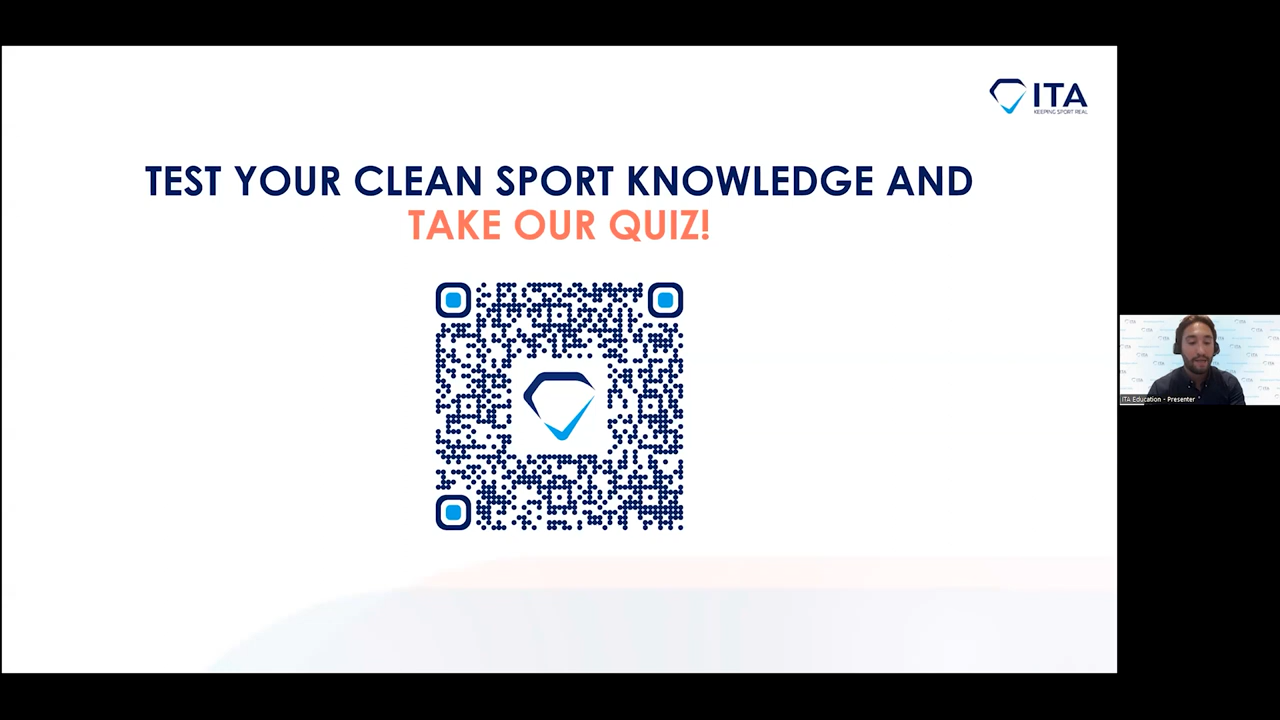 ITA
KEEPING SPORT REAL
TEST YOUR CLEAN SPORT KNOWLEDGE AND
TAKE OUR QUIZ!
ITA Education - Presenter